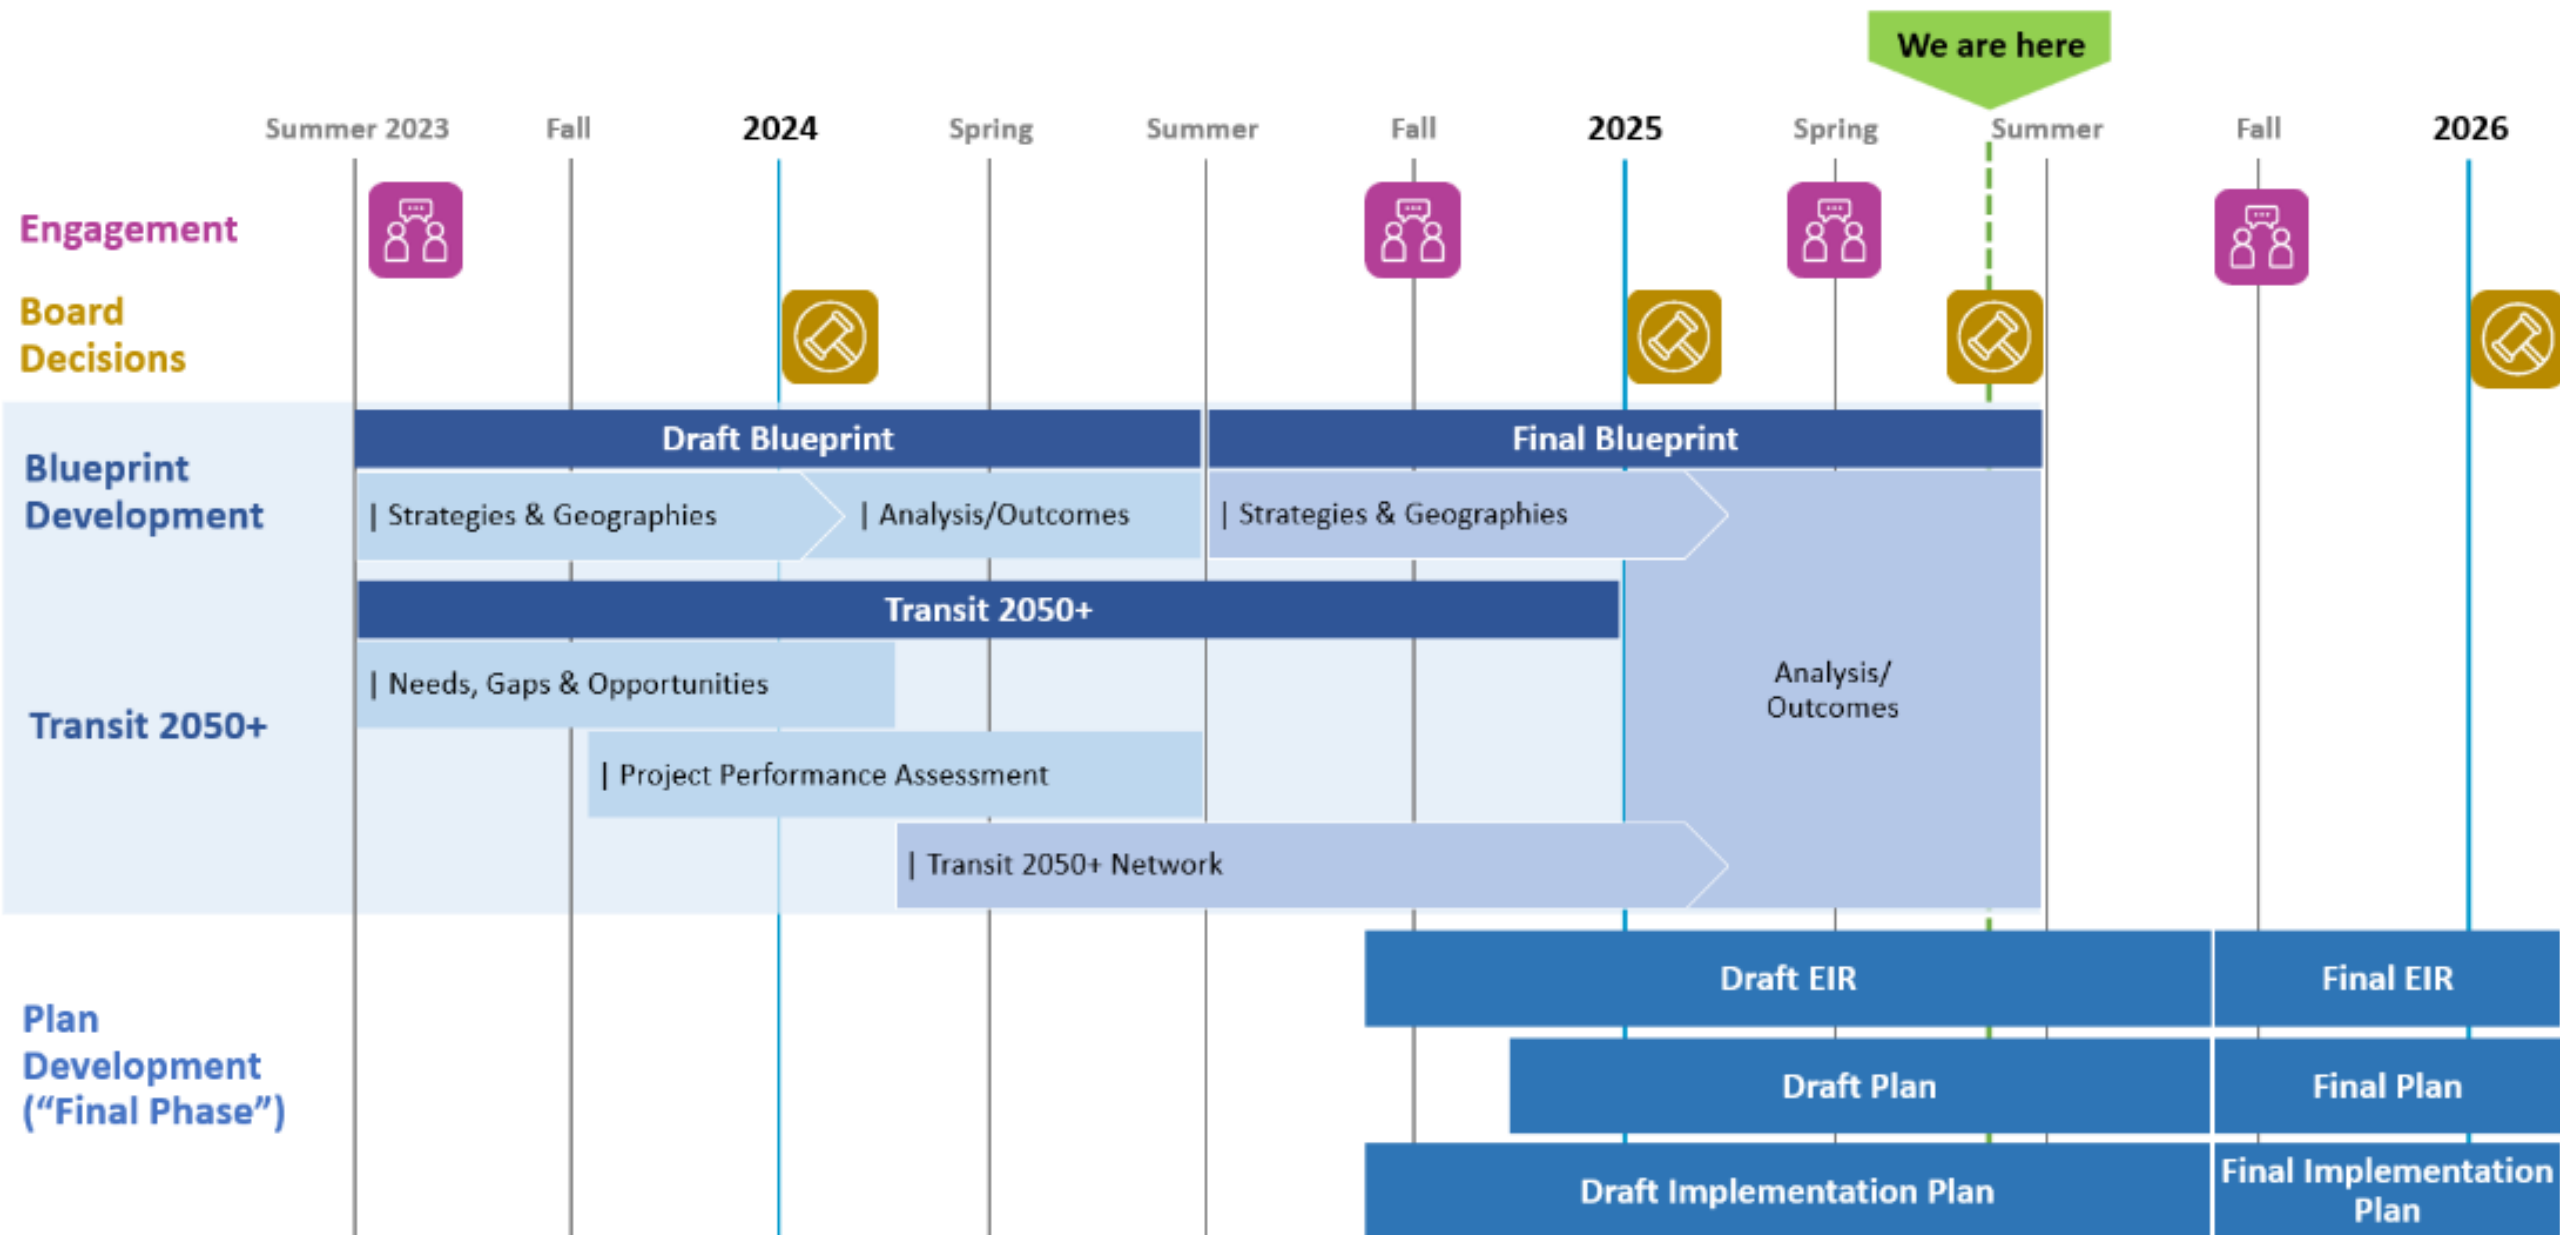 We are here
Summer 2023 Fall 2024 Spring Summer Fall 2025 Spring Summer Fall 2026
Engagement
Board
Decisions
Blueprint
Development
Draft Blueprint
Final Blueprint
| Strategies & Geographies
| Analysis/Outcomes
| Strategies & Geographies
Transit 2050+
Transit 2050+
| Needs, Gaps & Opportunities
| Project Performance Assessment
| Transit 2050+ Network
Analysis/
Outcomes
Plan
Development
(“Final Phase”)
Draft EIR
Final EIR
Draft Plan
Final Plan
Draft Implementation Plan
Final Implementation
Plan